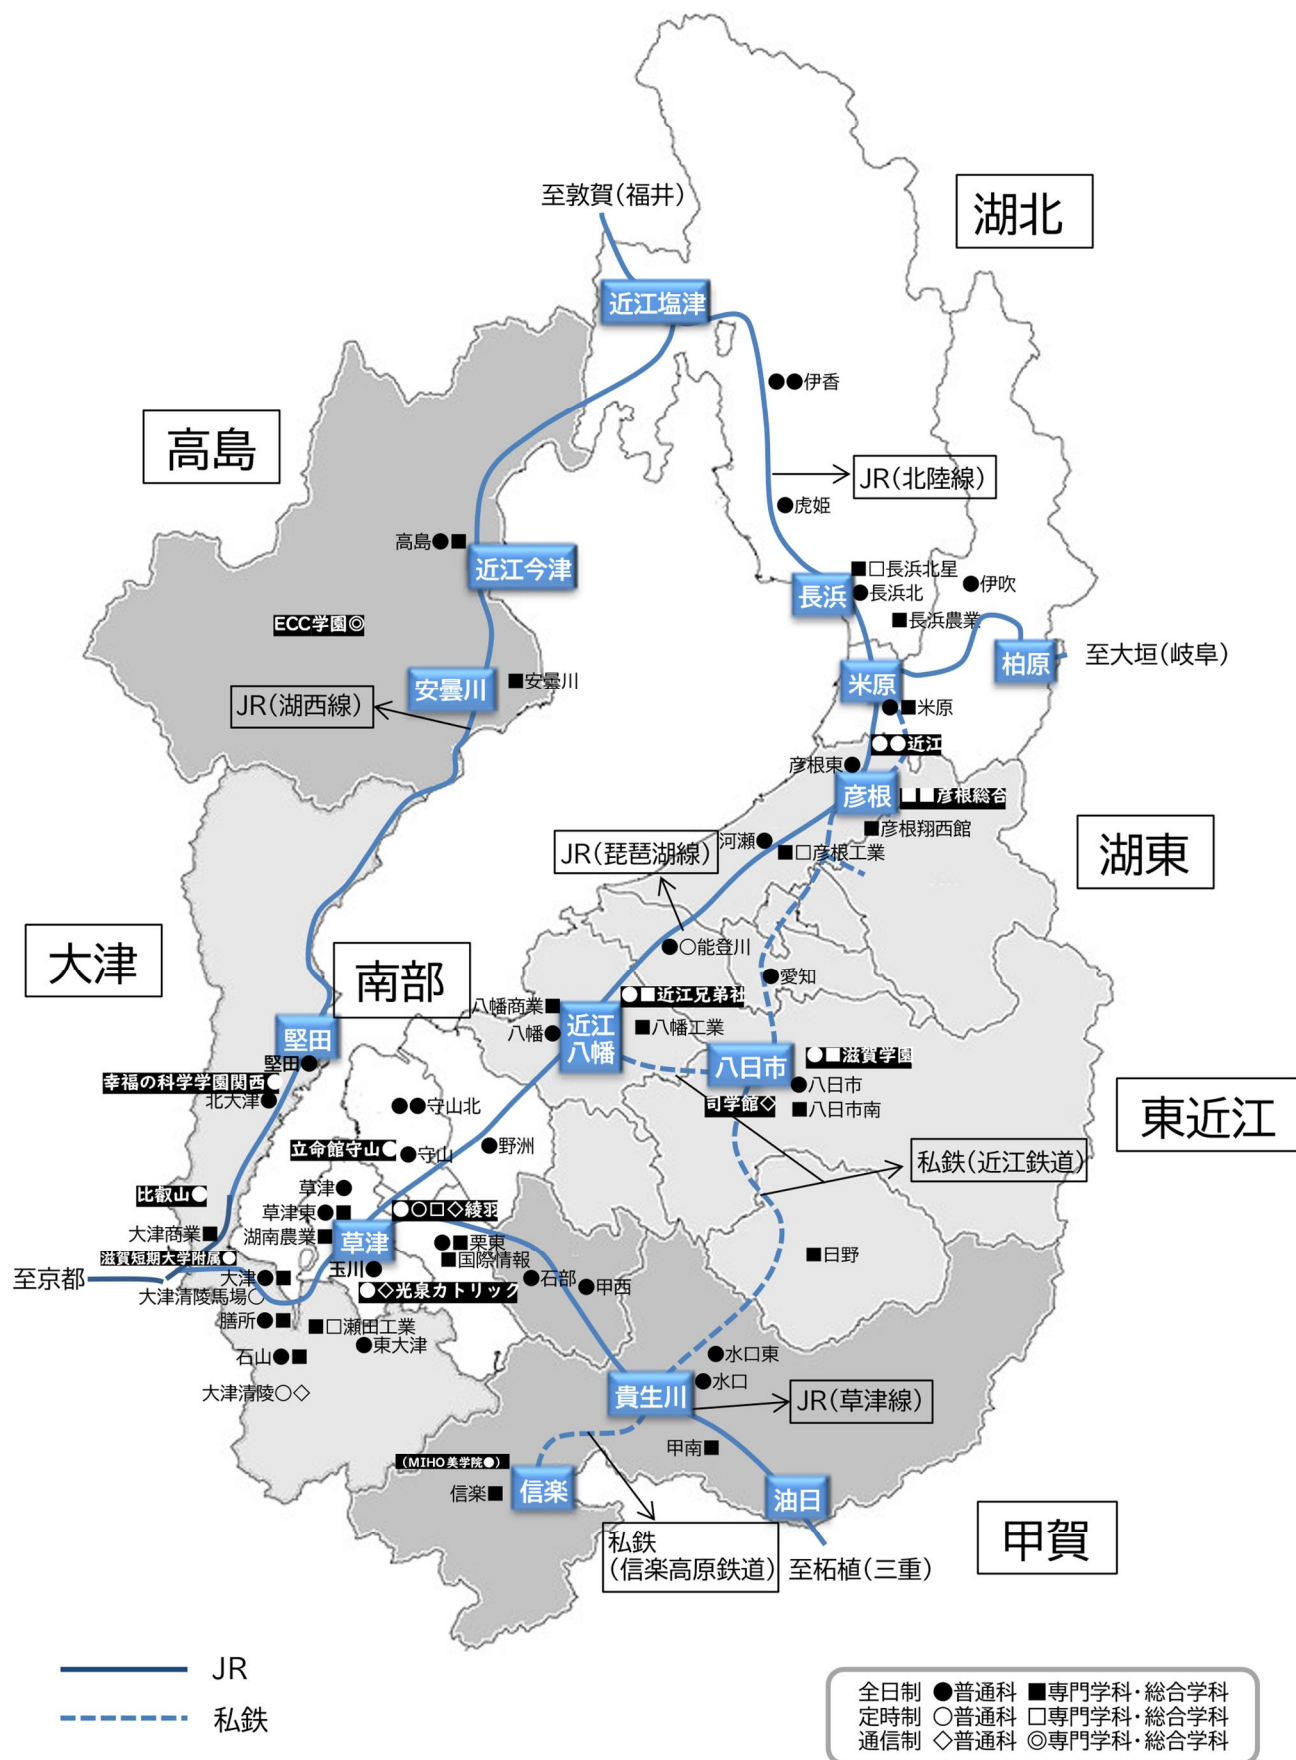 至敦賀(福井)
湖北
近江塩津
●●伊香
高島
JR(北陸線)
●虎姫
高島●■
近江今津
■□長浜北星
長浜
●長浜北
●伊吹
■長浜農業
ECC学園◎
柏原
至大垣(岐阜)
米原
安曇川
■安曇川
JR(湖西線)
●■米原
●●近江
彦根東●
彦根
■■彦根総合
■彦根翔西館
河瀬●
■□彦根工業
JR(琵琶湖線)
湖東
大津
南部
●○能登川
●愛知
●■近江兄弟社
八幡商業■
近江
八幡
■八幡工業
八幡●
堅田
堅田●
八日市
●■滋賀学園
●八日市
■八日市南
司学館◇
東近江
幸福の科学学園関西●
北大津●
●●守山北
立命館守山●
●守山
●野洲
私鉄(近江鉄道)
比叡山●
草津●
草津東●■
●○□◇綾羽
大津商業■
湖南農業■
草津
●■栗東
■国際情報
■日野
滋賀短期大学附属●
至京都
大津●■
玉川●
●石部
●甲西
大津清陵馬場○
●◇光泉カトリック
膳所●■
■□瀬田工業
●東大津
石山●■
●水口東
●水口
大津清陵○◇
貴生川
JR(草津線)
甲南■
(MIHO美学院●)
信楽■
信楽
油日
甲賀
私鉄
(信楽高原鉄道)
至柘植(三重)
JR
私鉄
全日制 ●普通科 ■専門学科・総合学科
定時制 ○普通科 □専門学科・総合学科
通信制 ◇普通科 ◎専門学科・総合学科